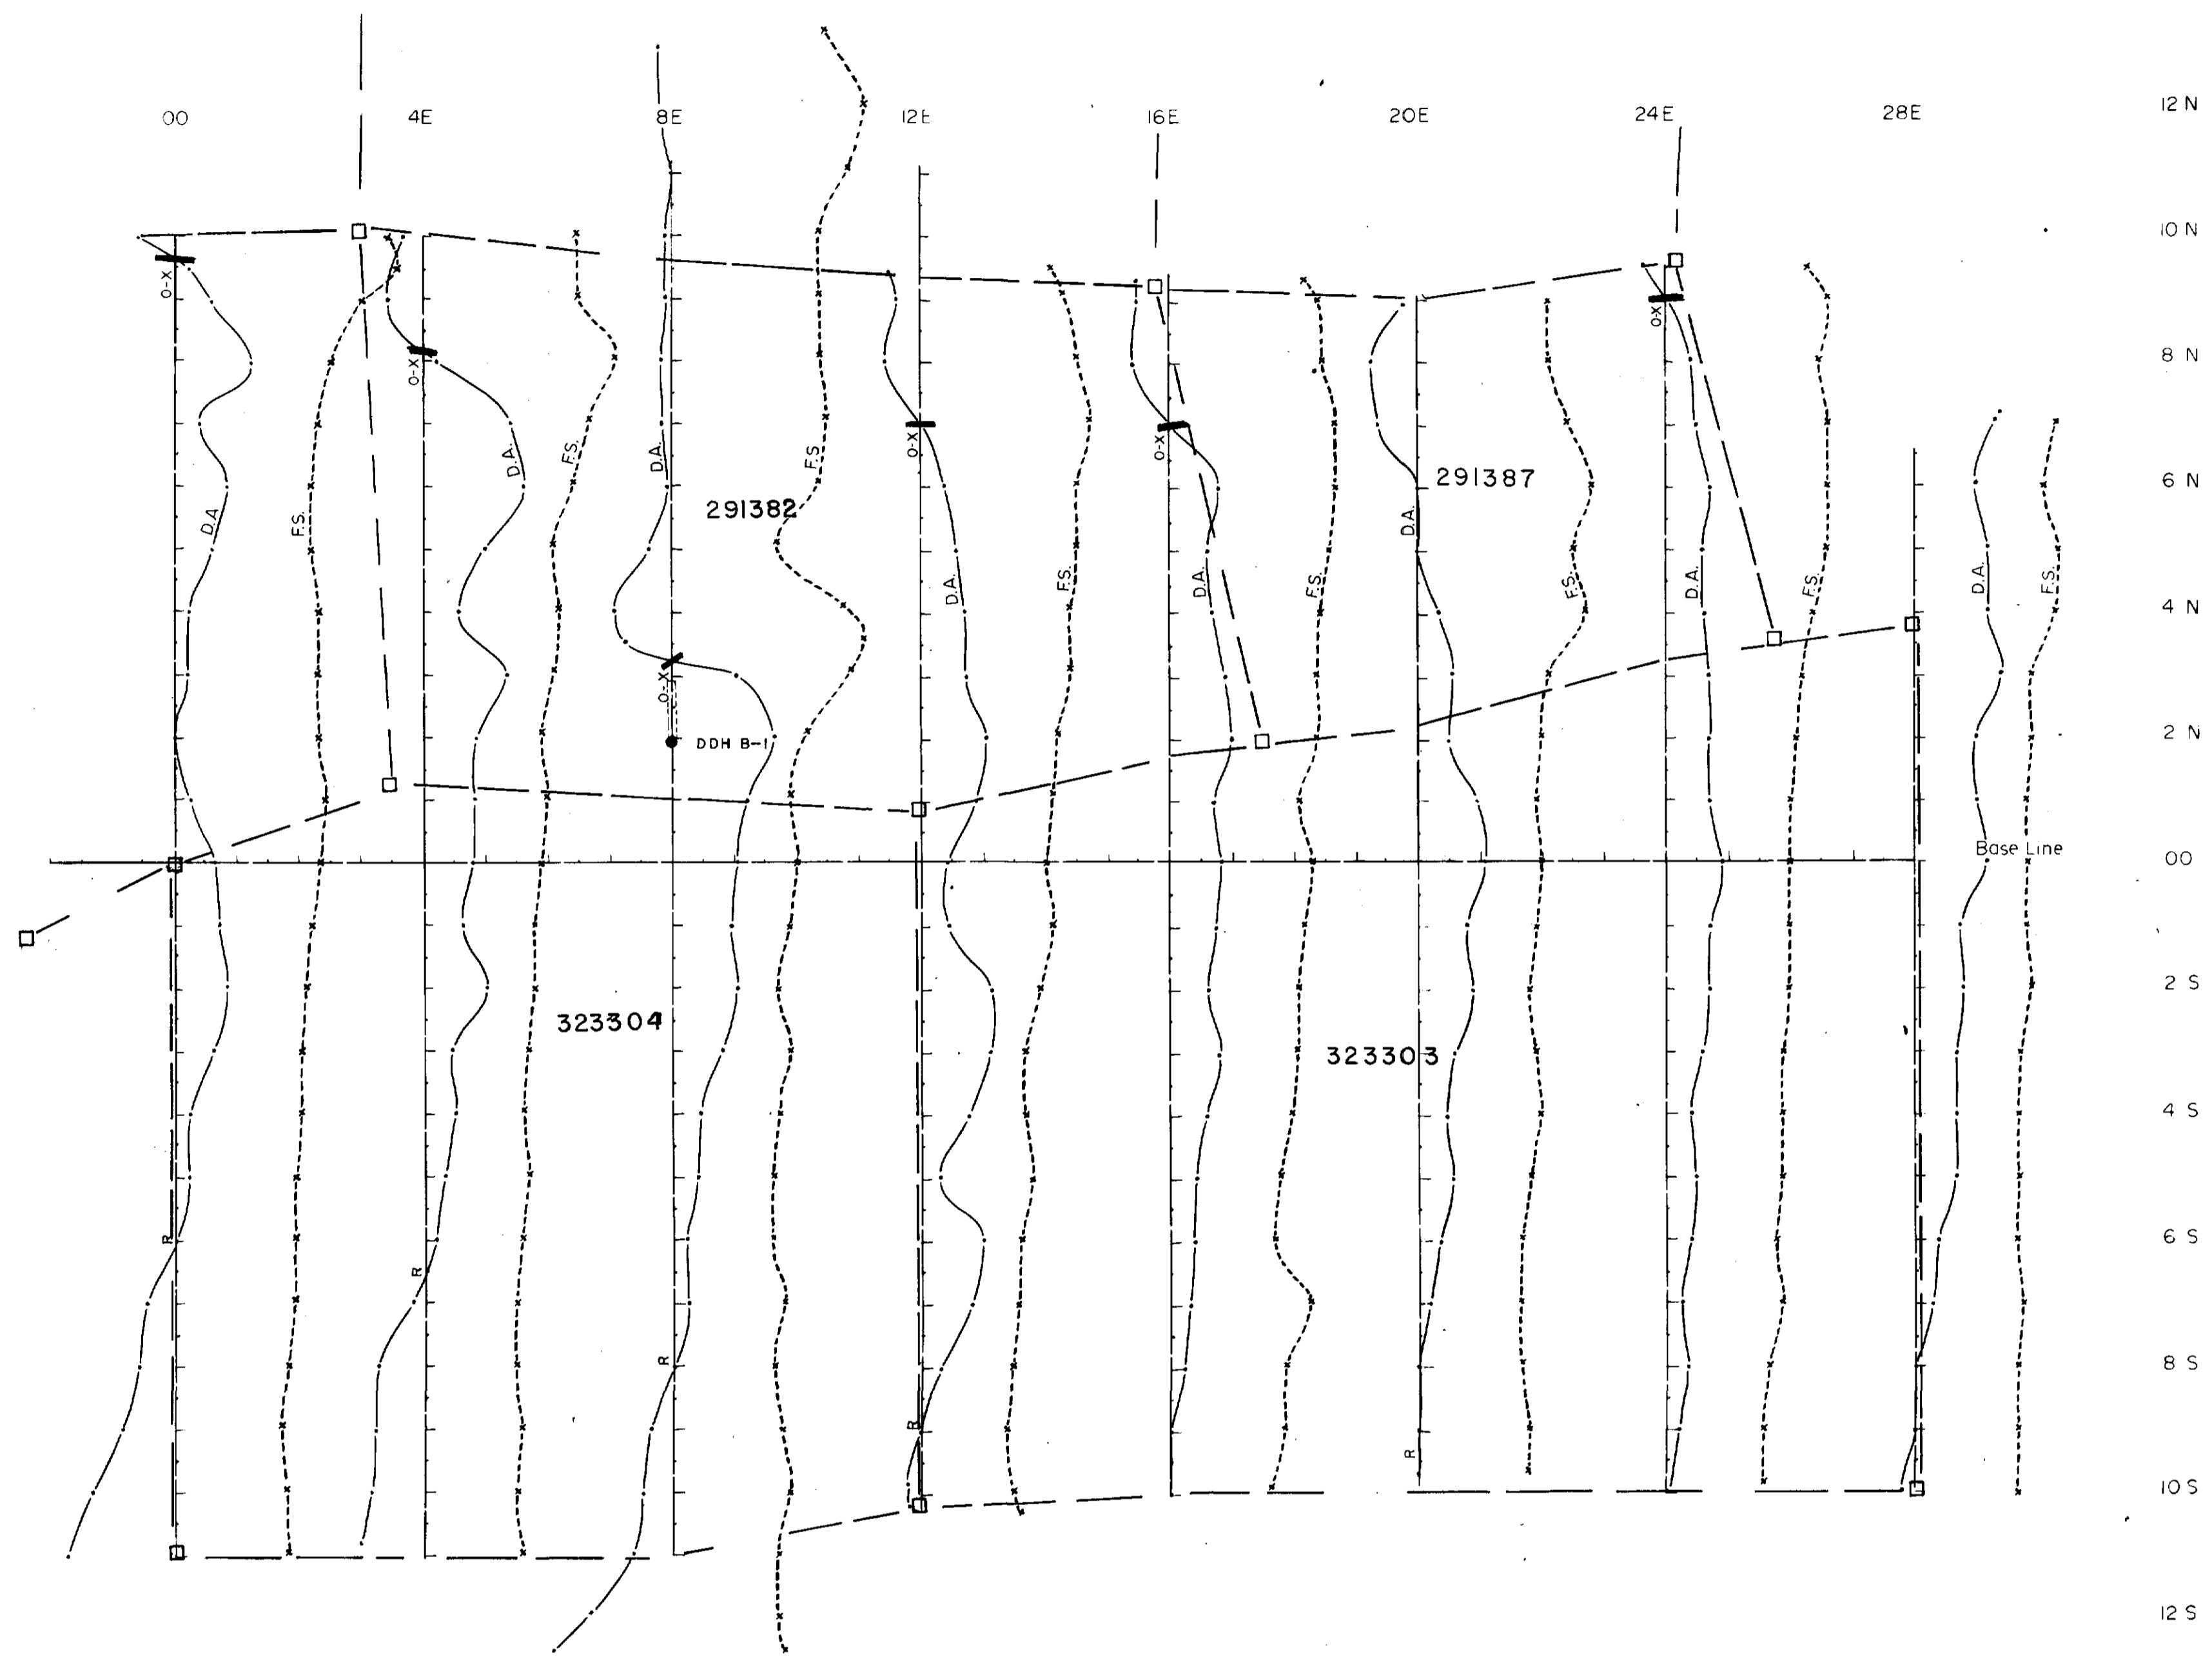 12 N
00 4E 8E 12E 16E 20E 24E 28E
10 N
O-X
O-X
O-X
8 N
O-X
O-X O-X
D.A. F.S. D.A. F.S.
291387
6 N
291382
D.A F.S. D.A.
D.A. F.S. D.A. F.S. F.S. D.A. F.S. D.A. F.S.
4 N
O-X
DDH B-1
2 N
Base Line
00
2 S
323304
323303
4 S
R
6 S
R
R
8 S
R
R
10 S
12 S